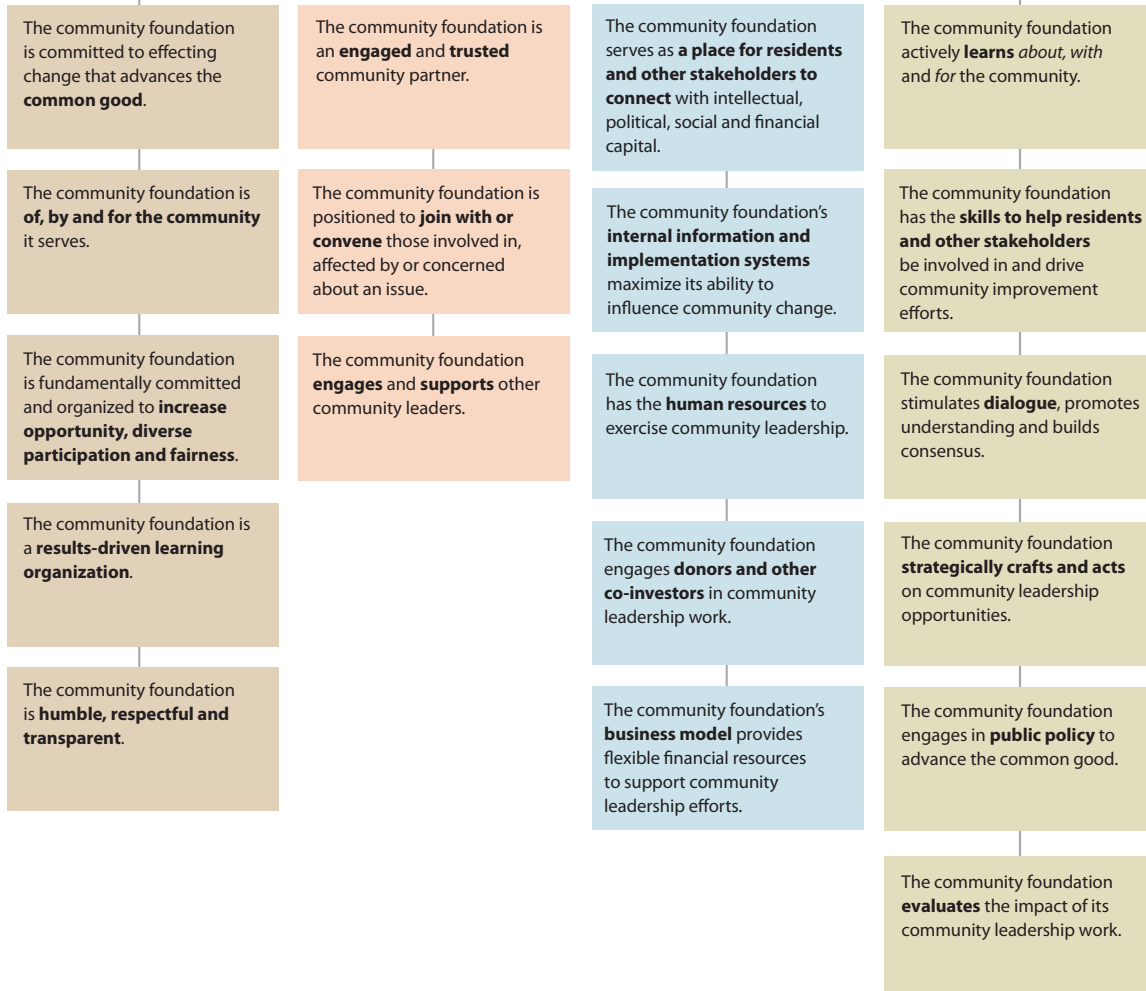 The community foundation
is committed to effecting
change that advances the
common good.
The community foundation is
of, by and for the community
it serves.
The community foundation
is fundamentally committed
and organized to increase
opportunity, diverse
participation and fairness.
The community foundation is
a results-driven learning
organization.
The community foundation
is humble, respectful and
transparent.
The community foundation is
an engaged and trusted
community partner.
The community foundation is
positioned to join with or
convene those involved in,
affected by or concerned
about an issue.
The community foundation
engages and supports other
community leaders.
The community foundation
serves as a place for residents
and other stakeholders to
connect with intellectual,
political, social and financial
capital.
The community foundation's
internal information and
implementation systems
maximize its ability to
influence community change.
The community foundation
has the human resources to
exercise community leadership.
The community foundation
engages donors and other
co-investors in community
leadership work.
The community foundation's
business model provides
flexible financial resources
to support community
leadership efforts.
The community foundation
actively learns about, with
and for the community.
The community foundation
has the skills to help residents
and other stakeholders
be involved in and drive
community improvement
efforts.
The community foundation
stimulates dialogue, promotes
understanding and builds
consensus.
The community foundation
strategically crafts and acts
on community leadership
opportunities.
The community foundation
engages in public policy to
advance the common good.
The community foundation
evaluates the impact of its
community leadership work.